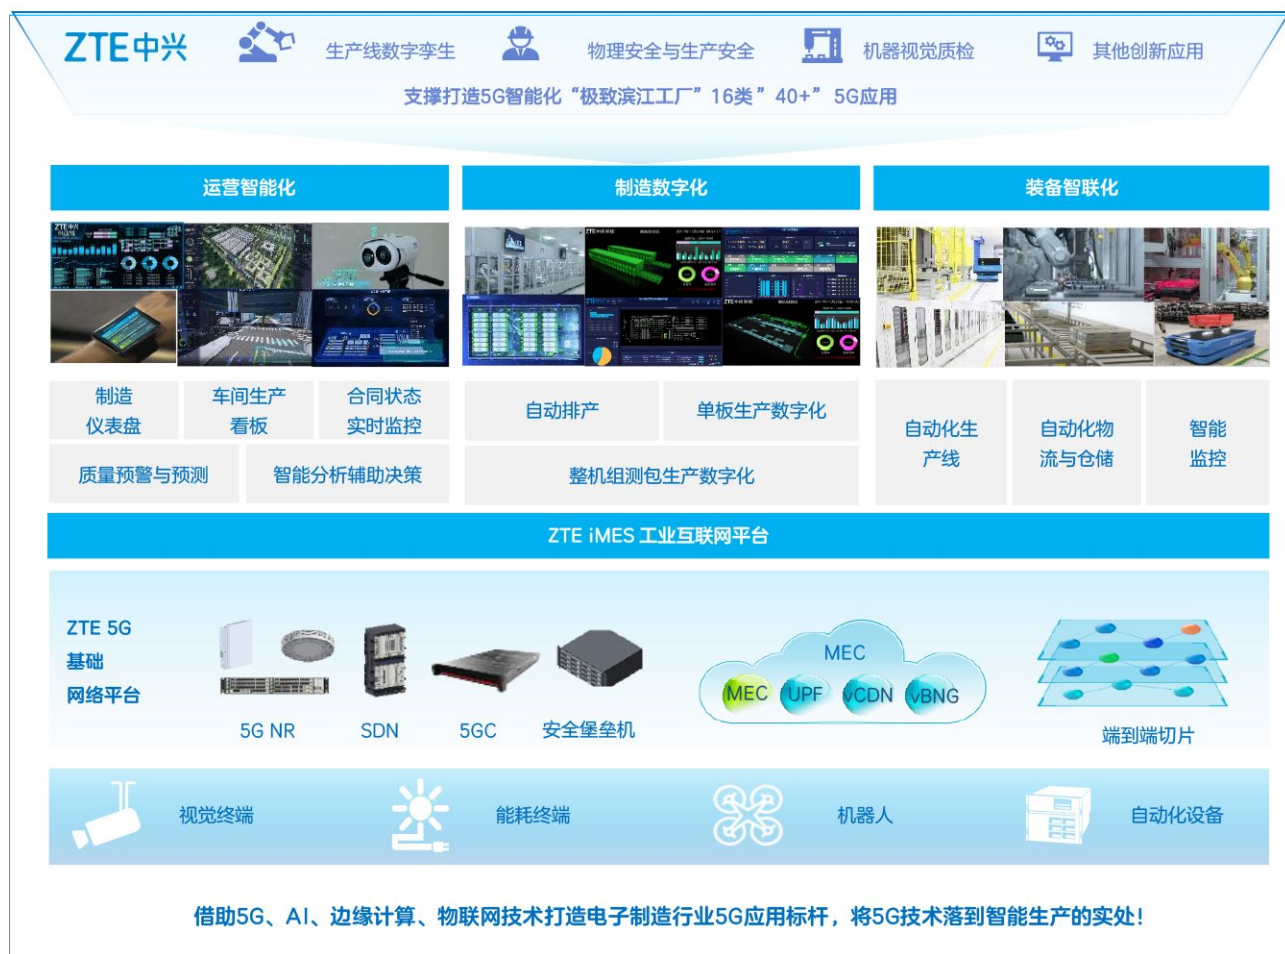 ZTE中兴
生产线数字孪生
物理安全与生产安全
机器视觉质检
其他创新应用
支撑打造5G智能化“极致滨江工厂”16类”40+”5G应用
运营智能化
制造数字化
装备智联化
制造
仪表盘
车间生产
看板
合同状态
实时监控
质量预警与预测
智能分析辅助决策
自动排产
单板生产数字化
整机组测包生产数字化
自动化生
产线
自动化物
流与仓储
智能
监控
ZTE iMES 工业互联网平台
ZTE 5G
基础
网络平台
5G NR
SDN
5GC
安全堡垒机
MEC
MEC
UPF
vCDN
vBNG
端到端切片
视觉终端
能耗终端
机器人
自动化设备
借助5G、AI、边缘计算、物联网技术打造电子制造行业5G应用标杆，将5G技术落到智能生产的实处！